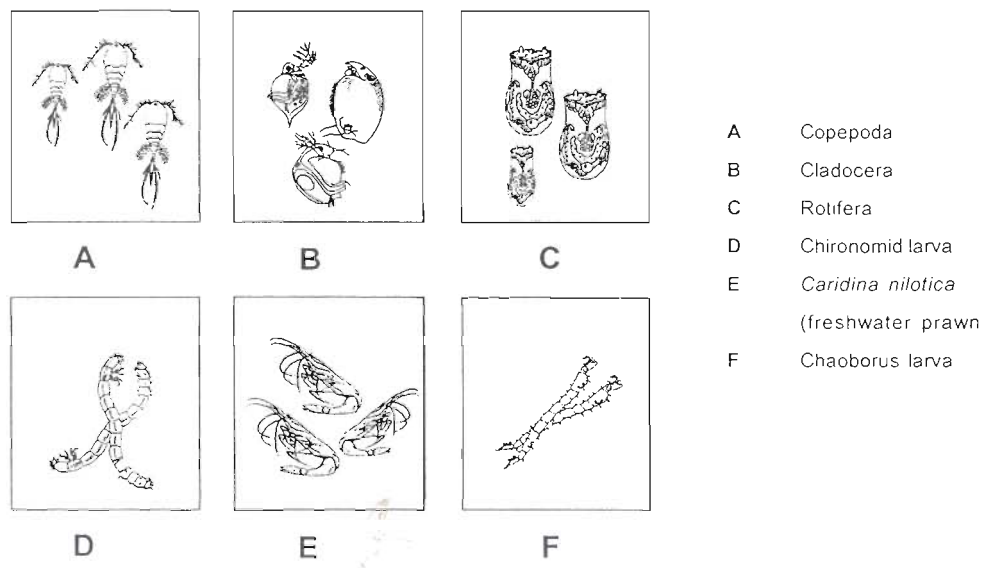 A
B
C
D
E
F
A Copepoda
B Cladocera
C Rotifera
D Chironomid larva
E Caridina nilotica
(freshwater prawn
F Chaoborus larva